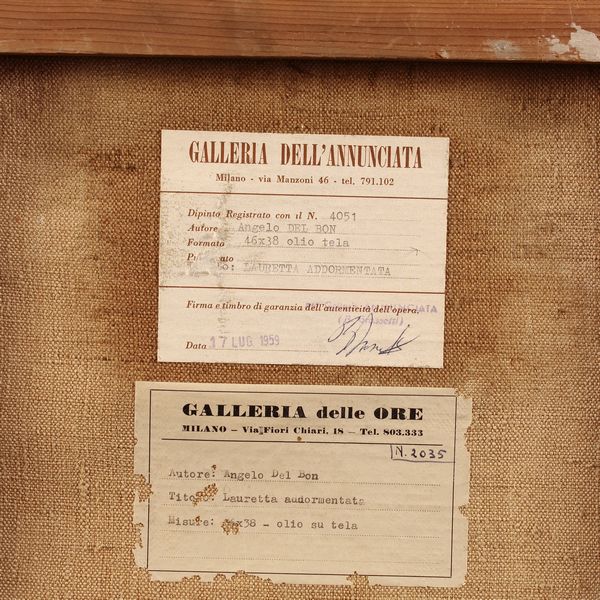 GALLERIA DELL'ANNUNCIATA
Milano - via Manzoni 46 - tel. 791.102
Dipinto Registrato con il N. 4051
Autore Angelo DEL BON
Formato 46x38 olio tela
LAURETTA ADDORMENTATA
Firma e timbro di garanzia dell'autenticità dell'opera.
Data 17 LUG. 1959
GALLERIA delle ORE
MILANO - Via Fiori Chiari, 18 - Tel. 803.333
N. 2035
Autore: Angelo Del Bon
Lauretta addormentata
Misure: 46x38 - olio su tela